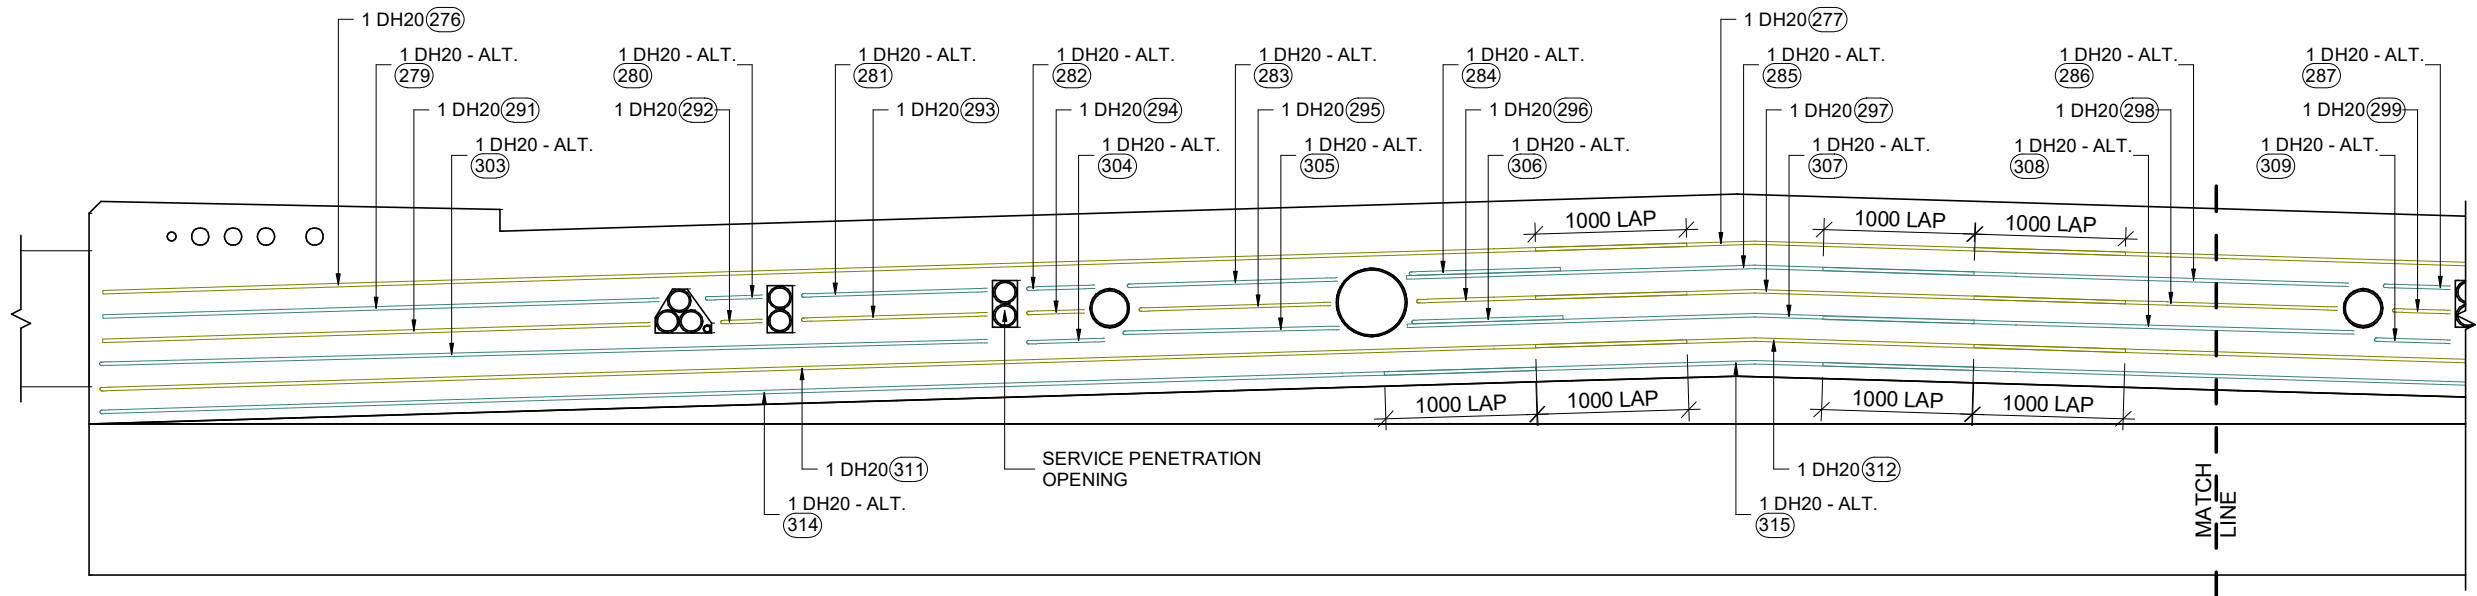 1 DH20 276
1 DH20 277
1 DH20 - ALT.
279
1 DH20 - ALT.
280
1 DH20 - ALT.
281
1 DH20 - ALT.
282
1 DH20 - ALT.
283
1 DH20 - ALT.
284
1 DH20 - ALT.
285
1 DH20 - ALT.
286
1 DH20 - ALT.
287
1 DH20 291
1 DH20 292
1 DH20 293
1 DH20 294
1 DH20 295
1 DH20 296
1 DH20 297
1 DH20 298
1 DH20 299
1 DH20 - ALT.
303
1 DH20 - ALT.
304
1 DH20 - ALT.
305
1 DH20 - ALT.
306
1 DH20 - ALT.
307
1 DH20 - ALT.
308
1 DH20 - ALT.
309
1000 LAP
1000 LAP
1000 LAP
1000 LAP
1000 LAP
1000 LAP
1000 LAP
1 DH20 311
SERVICE PENETRATION
OPENING
1 DH20 312
1 DH20 - ALT.
314
1 DH20 - ALT.
315
MATCH
LINE